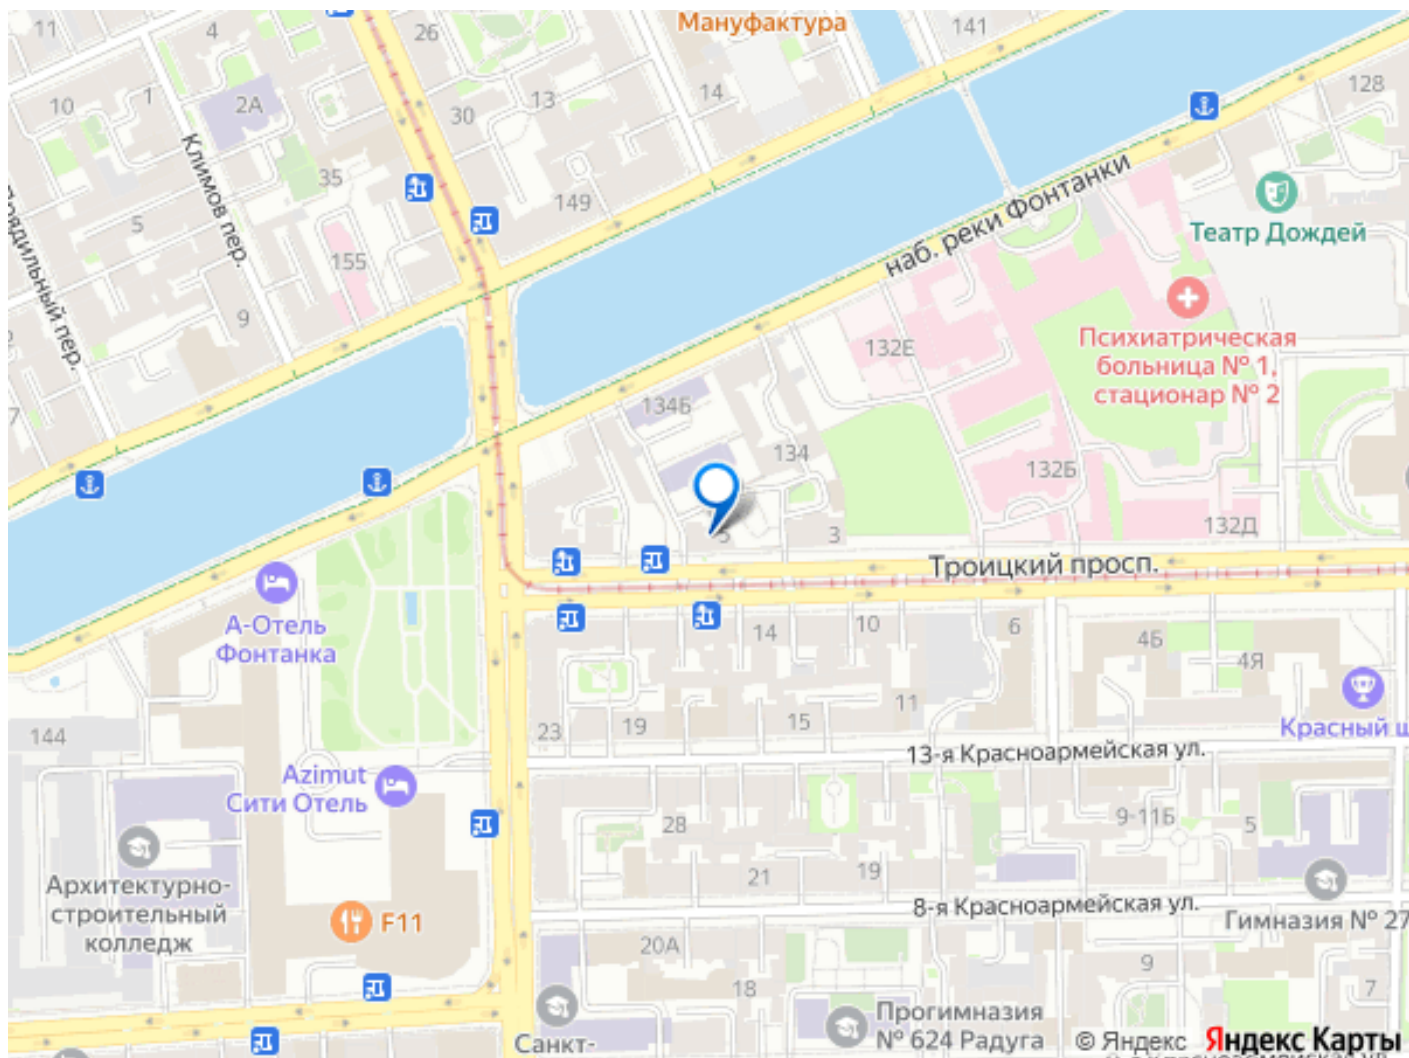 Мануфактура
11
4
26
141
10
1
2А
30
13
14
128
Климов пер.
35
149
5
155
9
наб. реки Фонтанки
Театр Дождей
Психиатрическая
больница № 1,
стационар № 2
132Е
134Б
134
132Б
132Д
5
3
Троицкий просп.
А-Отель
Фонтанка
14
10
6
4Б
4Я
144
23
19
15
11
13-я Красноармейская ул.
Красный
Azimut
Сити Отель
28
9-11Б
5
21
19
Архитектурно-
строительный
колледж
F11
8-я Красноармейская ул.
Гимназия № 27
20А
18
9
7
Санкт-
Прогимназия
№ 624 Радуга
© Яндекс Яндекс Карты